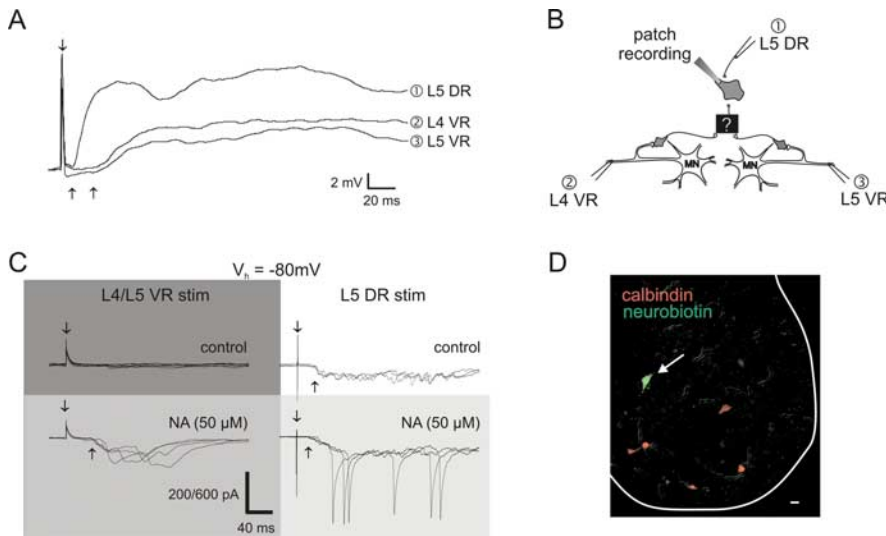 A
↓
① L5 DR
② L4 VR
③ L5 VR
↑ ↑
2 mV
20 ms
B
patch
recording
①
L5 DR
?
MN MN
②
L4 VR
③
L5 VR
C
Vh = -80mV
L4/L5 VR stim
L5 DR stim
control
control
NA (50 µM)
NA (50 µM)
200/600 pA
40 ms
D
calbindin
neurobiotin